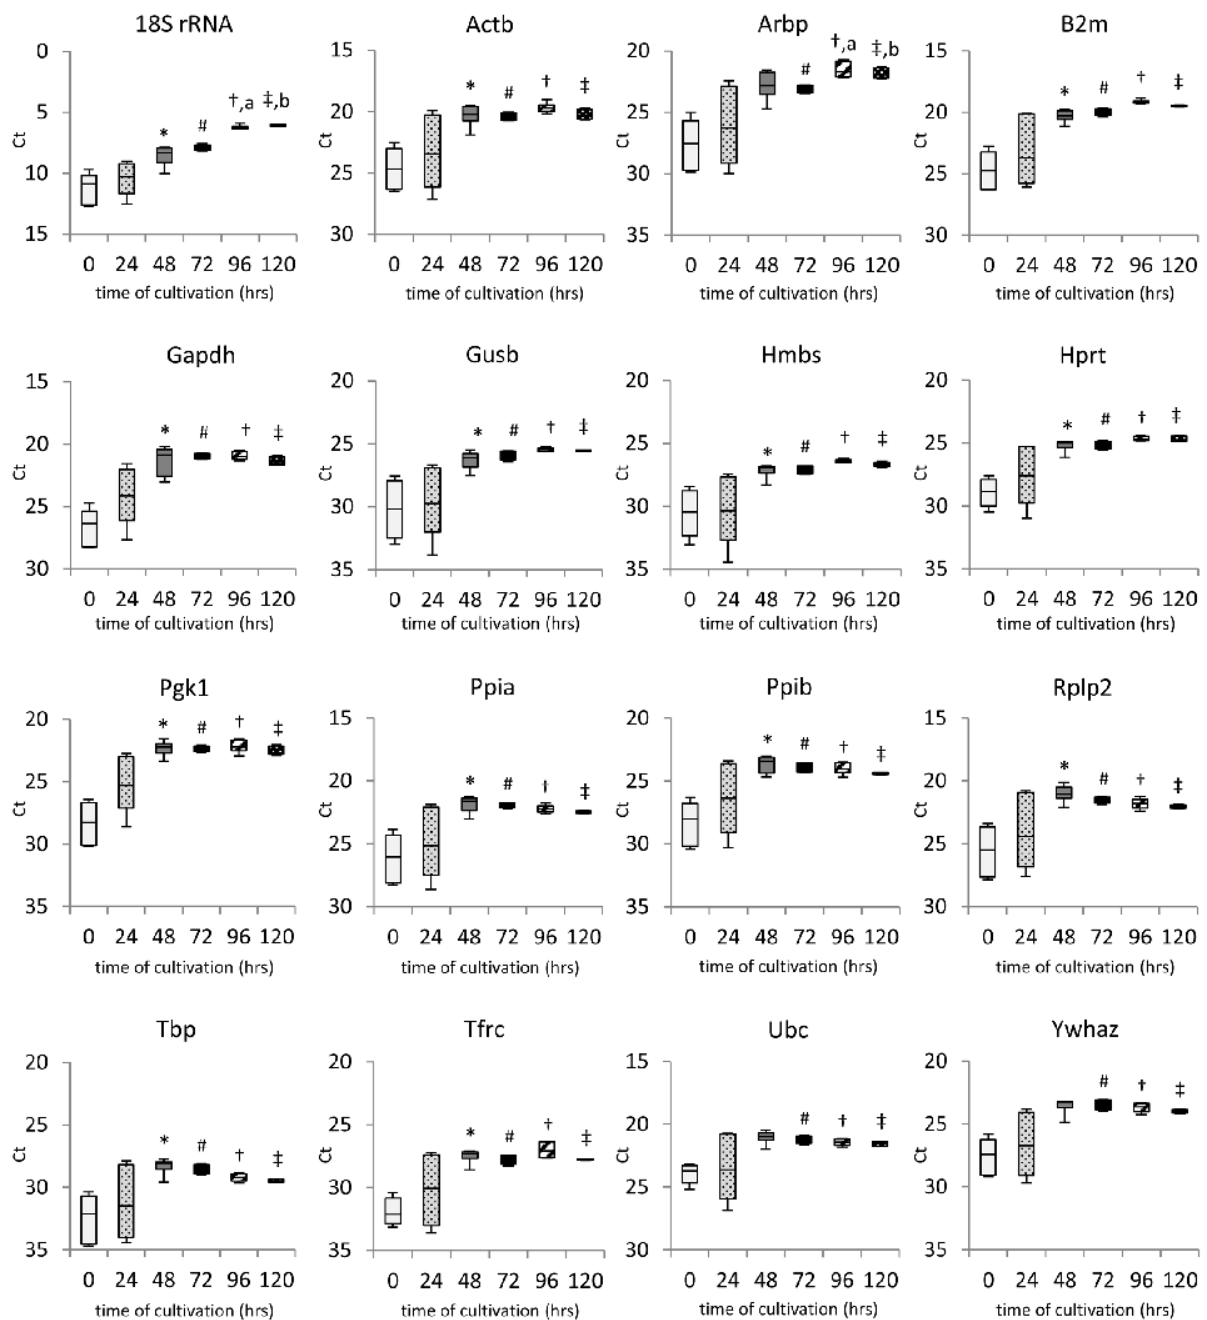 18S rRNA
0
5
10
15
Ct
* # †,a ‡,b
0 24 48 72 96 120
time of cultivation (hrs)
Actb
15
20
25
30
Ct
* # † ‡
0 24 48 72 96 120
time of cultivation (hrs)
Arbp
20
25
30
35
Ct
# †,a ‡,b
0 24 48 72 96 120
time of cultivation (hrs)
B2m
15
20
25
30
Ct
* # † ‡
0 24 48 72 96 120
time of cultivation (hrs)
Gapdh
15
20
25
30
Ct
* # † ‡
0 24 48 72 96 120
time of cultivation (hrs)
Gusb
20
25
30
35
Ct
* # † ‡
0 24 48 72 96 120
time of cultivation (hrs)
Hmbs
20
25
30
35
Ct
* # † ‡
0 24 48 72 96 120
time of cultivation (hrs)
Hprt
20
25
30
35
Ct
* # † ‡
0 24 48 72 96 120
time of cultivation (hrs)
Pgk1
20
25
30
35
Ct
* # † ‡
0 24 48 72 96 120
time of cultivation (hrs)
Ppia
15
20
25
30
Ct
* # † ‡
0 24 48 72 96 120
time of cultivation (hrs)
Ppib
20
25
30
35
Ct
* # † ‡
0 24 48 72 96 120
time of cultivation (hrs)
Rplp2
15
20
25
30
Ct
* # † ‡
0 24 48 72 96 120
time of cultivation (hrs)
Tbp
20
25
30
35
Ct
* # † ‡
0 24 48 72 96 120
time of cultivation (hrs)
Tfrc
20
25
30
35
Ct
* # † ‡
0 24 48 72 96 120
time of cultivation (hrs)
Ubc
15
20
25
30
Ct
# † ‡
0 24 48 72 96 120
time of cultivation (hrs)
Ywhaz
20
25
30
35
Ct
# † ‡
0 24 48 72 96 120
time of cultivation (hrs)